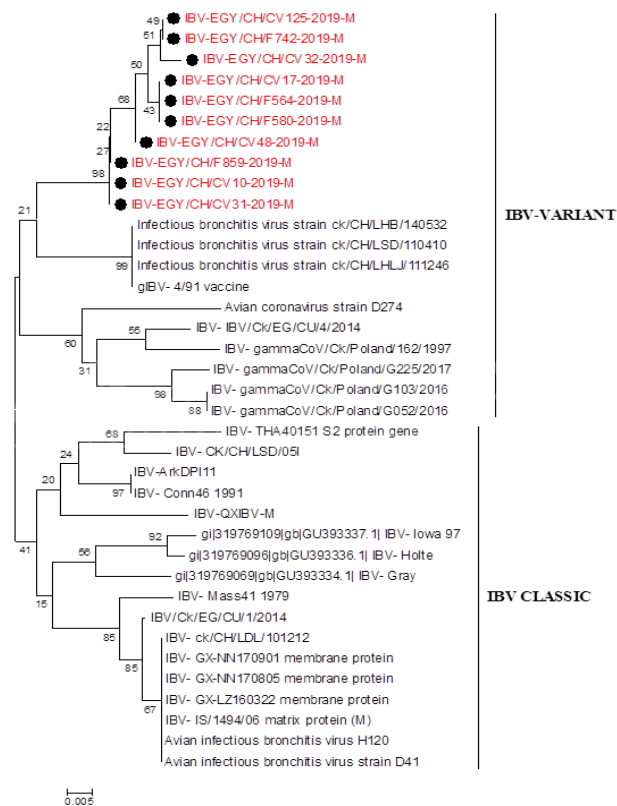 49
IBV-EGY/CH/CV125-2019-M
51
IBV-EGY/CH/F742-2019-M
IBV-EGY/CH/CV32-2019-M
50
IBV-EGY/CH/CV17-2019-M
68
IBV-EGY/CH/F564-2019-M
43
IBV-EGY/CH/F580-2019-M
22
IBV-EGY/CH/CV48-2019-M
27
IBV-EGY/CH/F859-2019-M
98
IBV-EGY/CH/CV10-2019-M
IBV-EGY/CH/CV31-2019-M
21
IBV-VARIANT
Infectious bronchitis virus strain ck/CH/LHB/140532
Infectious bronchitis virus strain ck/CH/LSD/110410
99
Infectious bronchitis virus strain ck/CH/LHLJ/111246
gIBV- 4/91 vaccine
Avian coronavirus strain D274
60
55
IBV- IBV/Ck/EG/CU/4/2014
31
IBV- gammaCoV/Ck/Poland/162/1997
IBV- gammaCoV/Ck/Poland/G225/2017
98
IBV- gammaCoV/Ck/Poland/G103/2016
88
IBV- gammaCoV/Ck/Poland/G052/2016
68
IBV- THA40151 S2 protein gene
24
IBV- CK/CH/LSD/05I
20
IBV-ArkDPI11
97
IBV- Conn46 1991
IBV-QXIBV-M
41
92
gi|319769109|gb|GU393337.1| IBV- Iowa 97
56
gi|319769096|gb|GU393336.1| IBV- Holte
gi|319769069|gb|GU393334.1| IBV- Gray
15
IBV CLASSIC
IBV- Mass41 1979
85
IBV/Ck/EG/CU/1/2014
85
IBV- ck/CH/LDL/101212
IBV- GX-NN170901 membrane protein
IBV- GX-NN170805 membrane protein
67
IBV- GX-LZ160322 membrane protein
IBV- IS/1494/06 matrix protein (M)
Avian infectious bronchitis virus H120
Avian infectious bronchitis virus strain D41
0.005